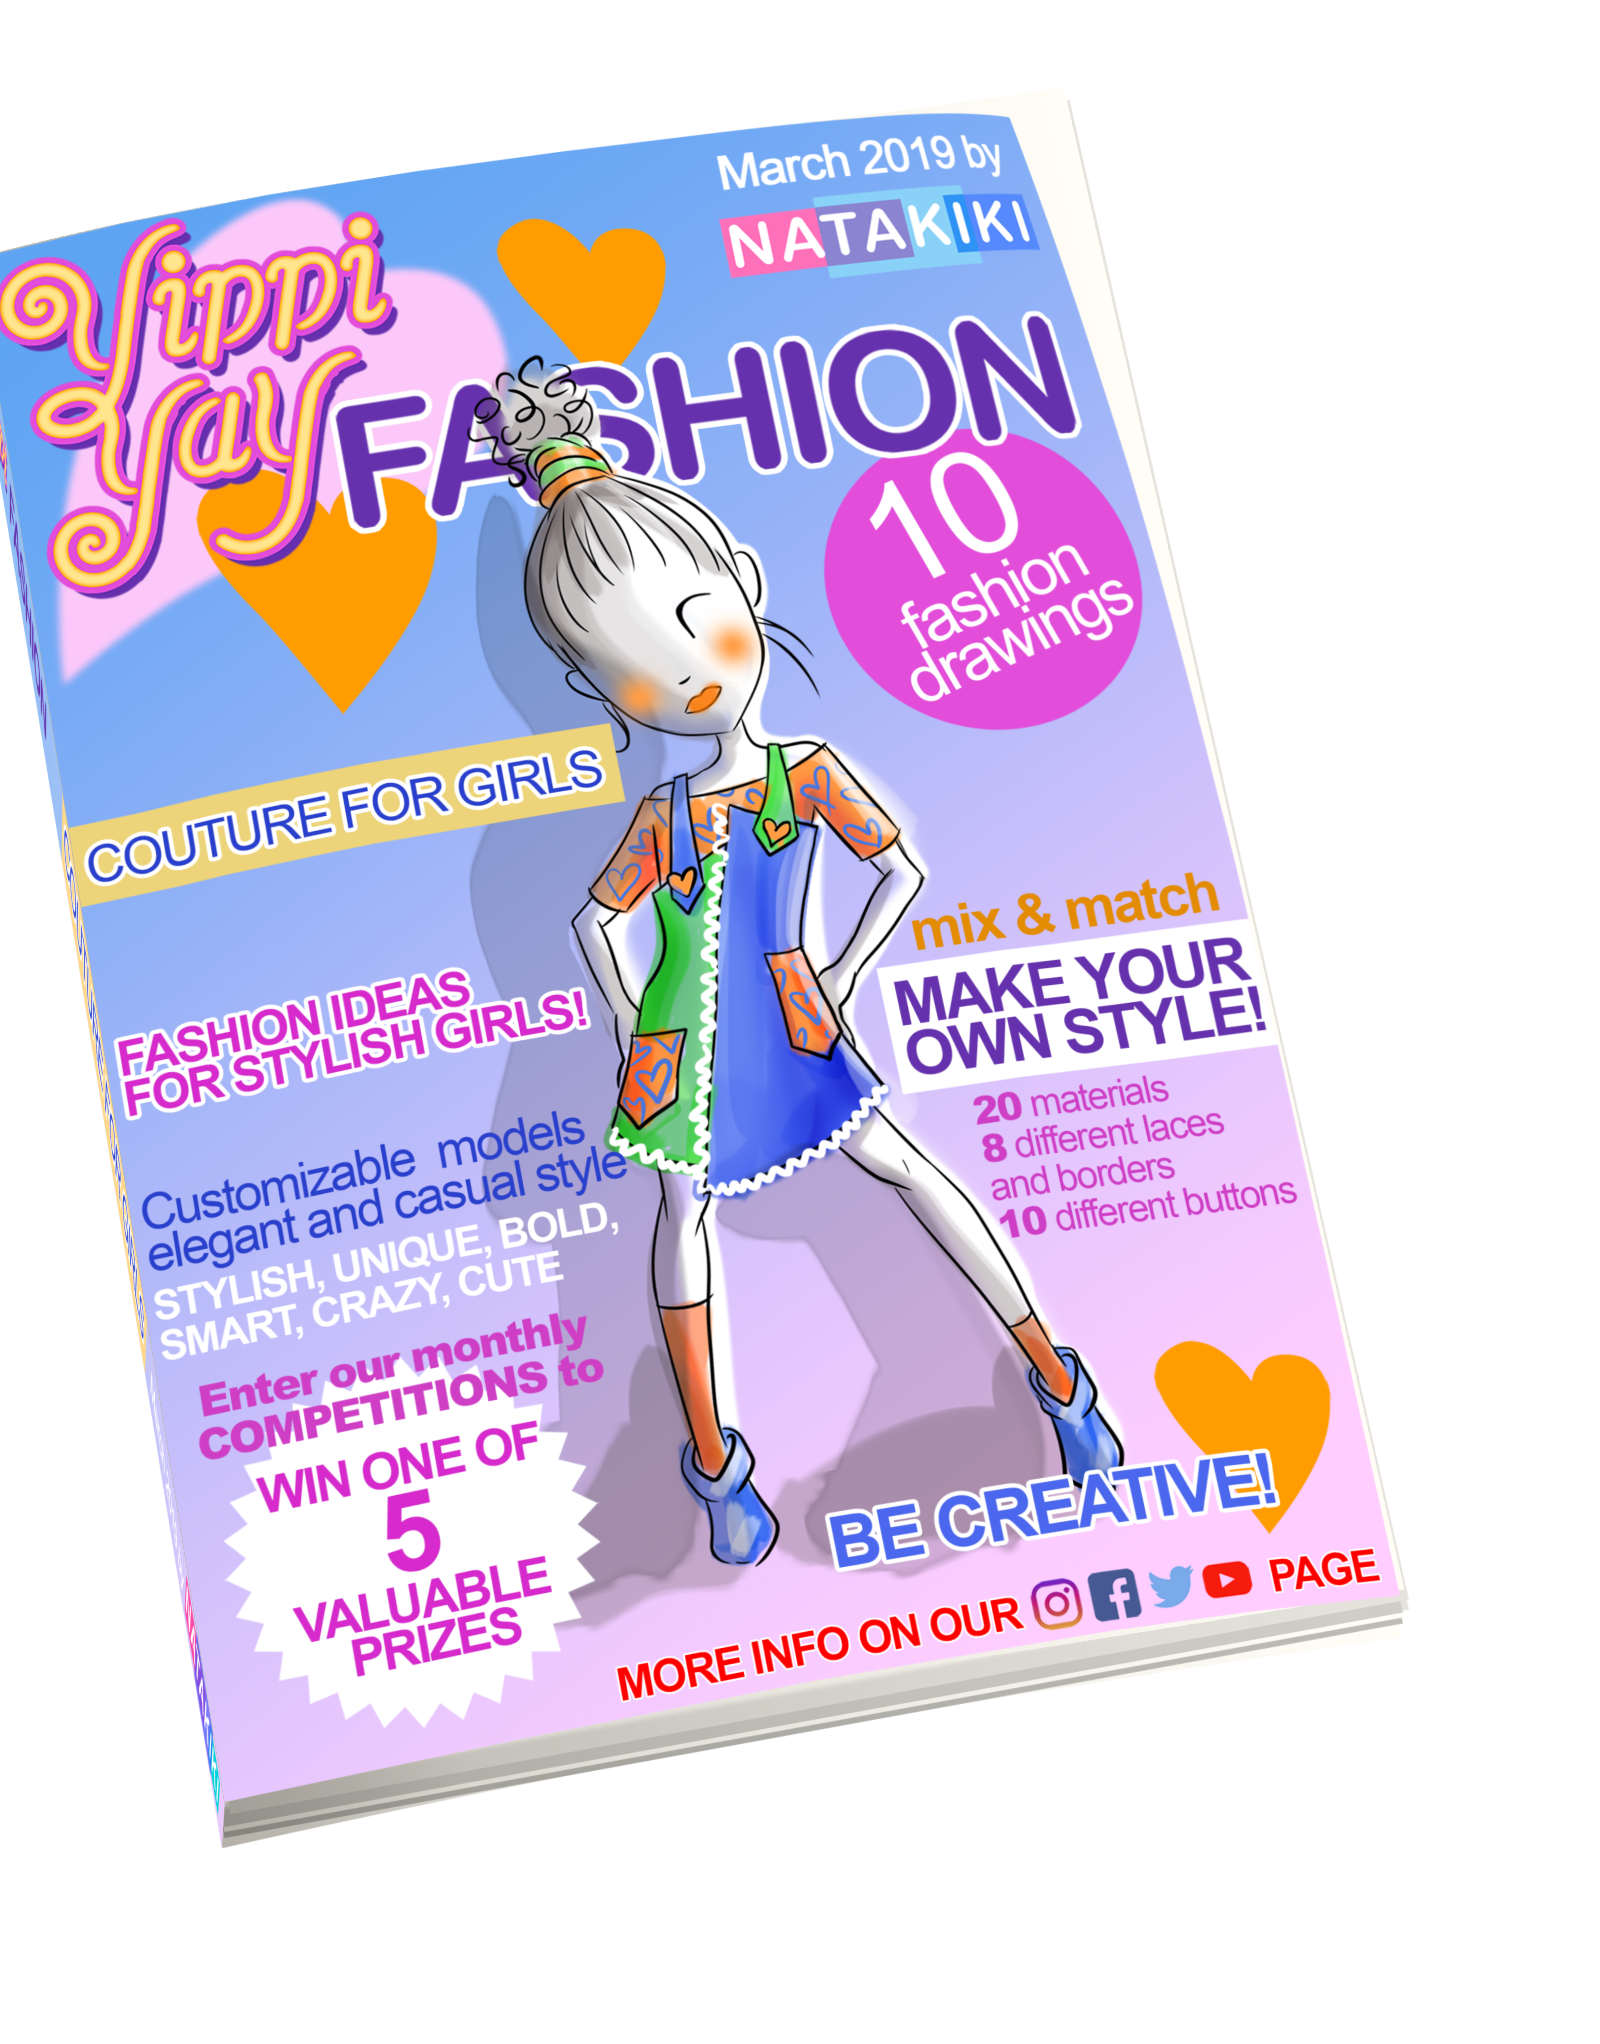 March 2019 by
NATAKIKI
Yippi
Yay
FASHION
10
fashion
drawings
COUTURE FOR GIRLS
FASHION IDEAS
FOR STYLISH GIRLS!
Customizable models
elegant and casual style
STYLISH, UNIQUE, BOLD,
SMART, CRAZY, CUTE
Enter our monthly
COMPETITIONS to
WIN ONE OF
5
VALUABLE
PRIZES
mix & match
MAKE YOUR
OWN STYLE!
20 materials
8 different laces
and borders
10 different buttons
BE CREATIVE!
MORE INFO ON OUR PAGE